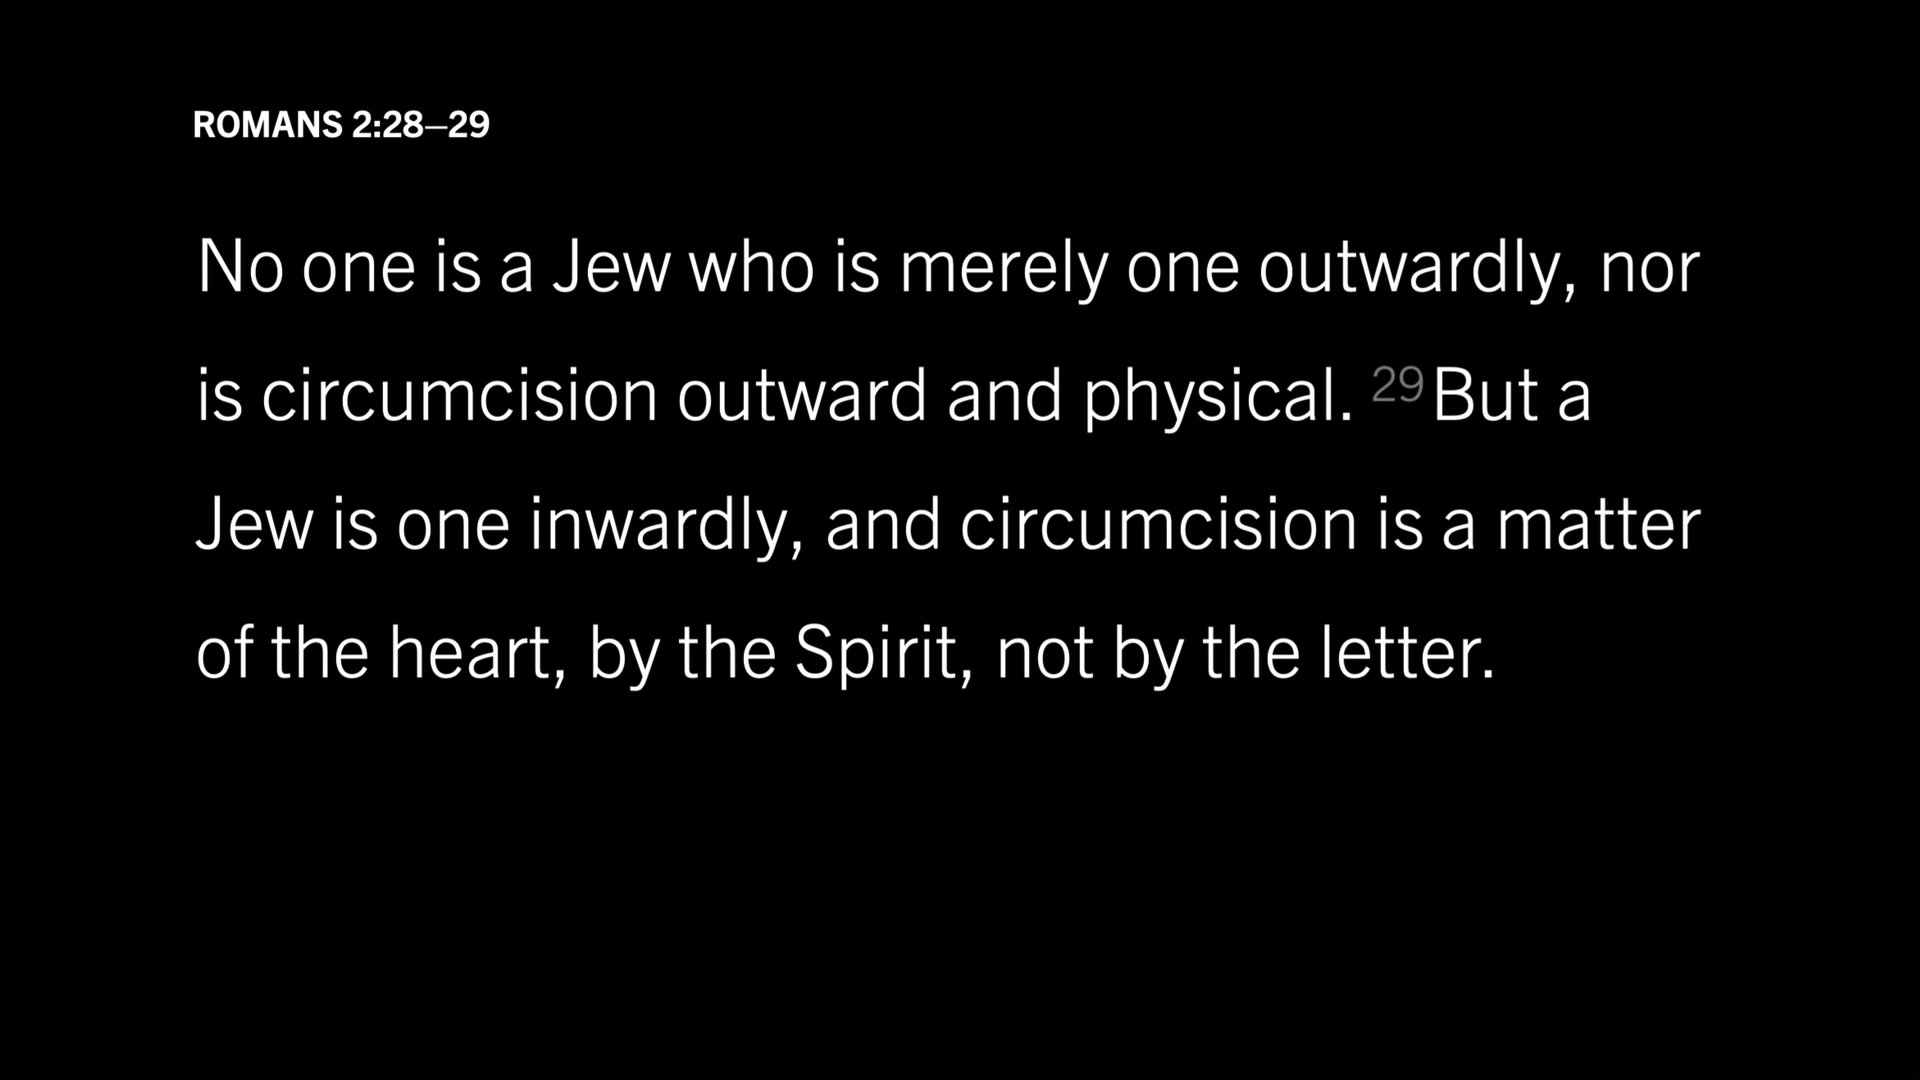 ROMANS 2:28–29
No one is a Jew who is merely one outwardly, nor
is circumcision outward and physical. 29 But a
Jew is one inwardly, and circumcision is a matter
of the heart, by the Spirit, not by the letter.